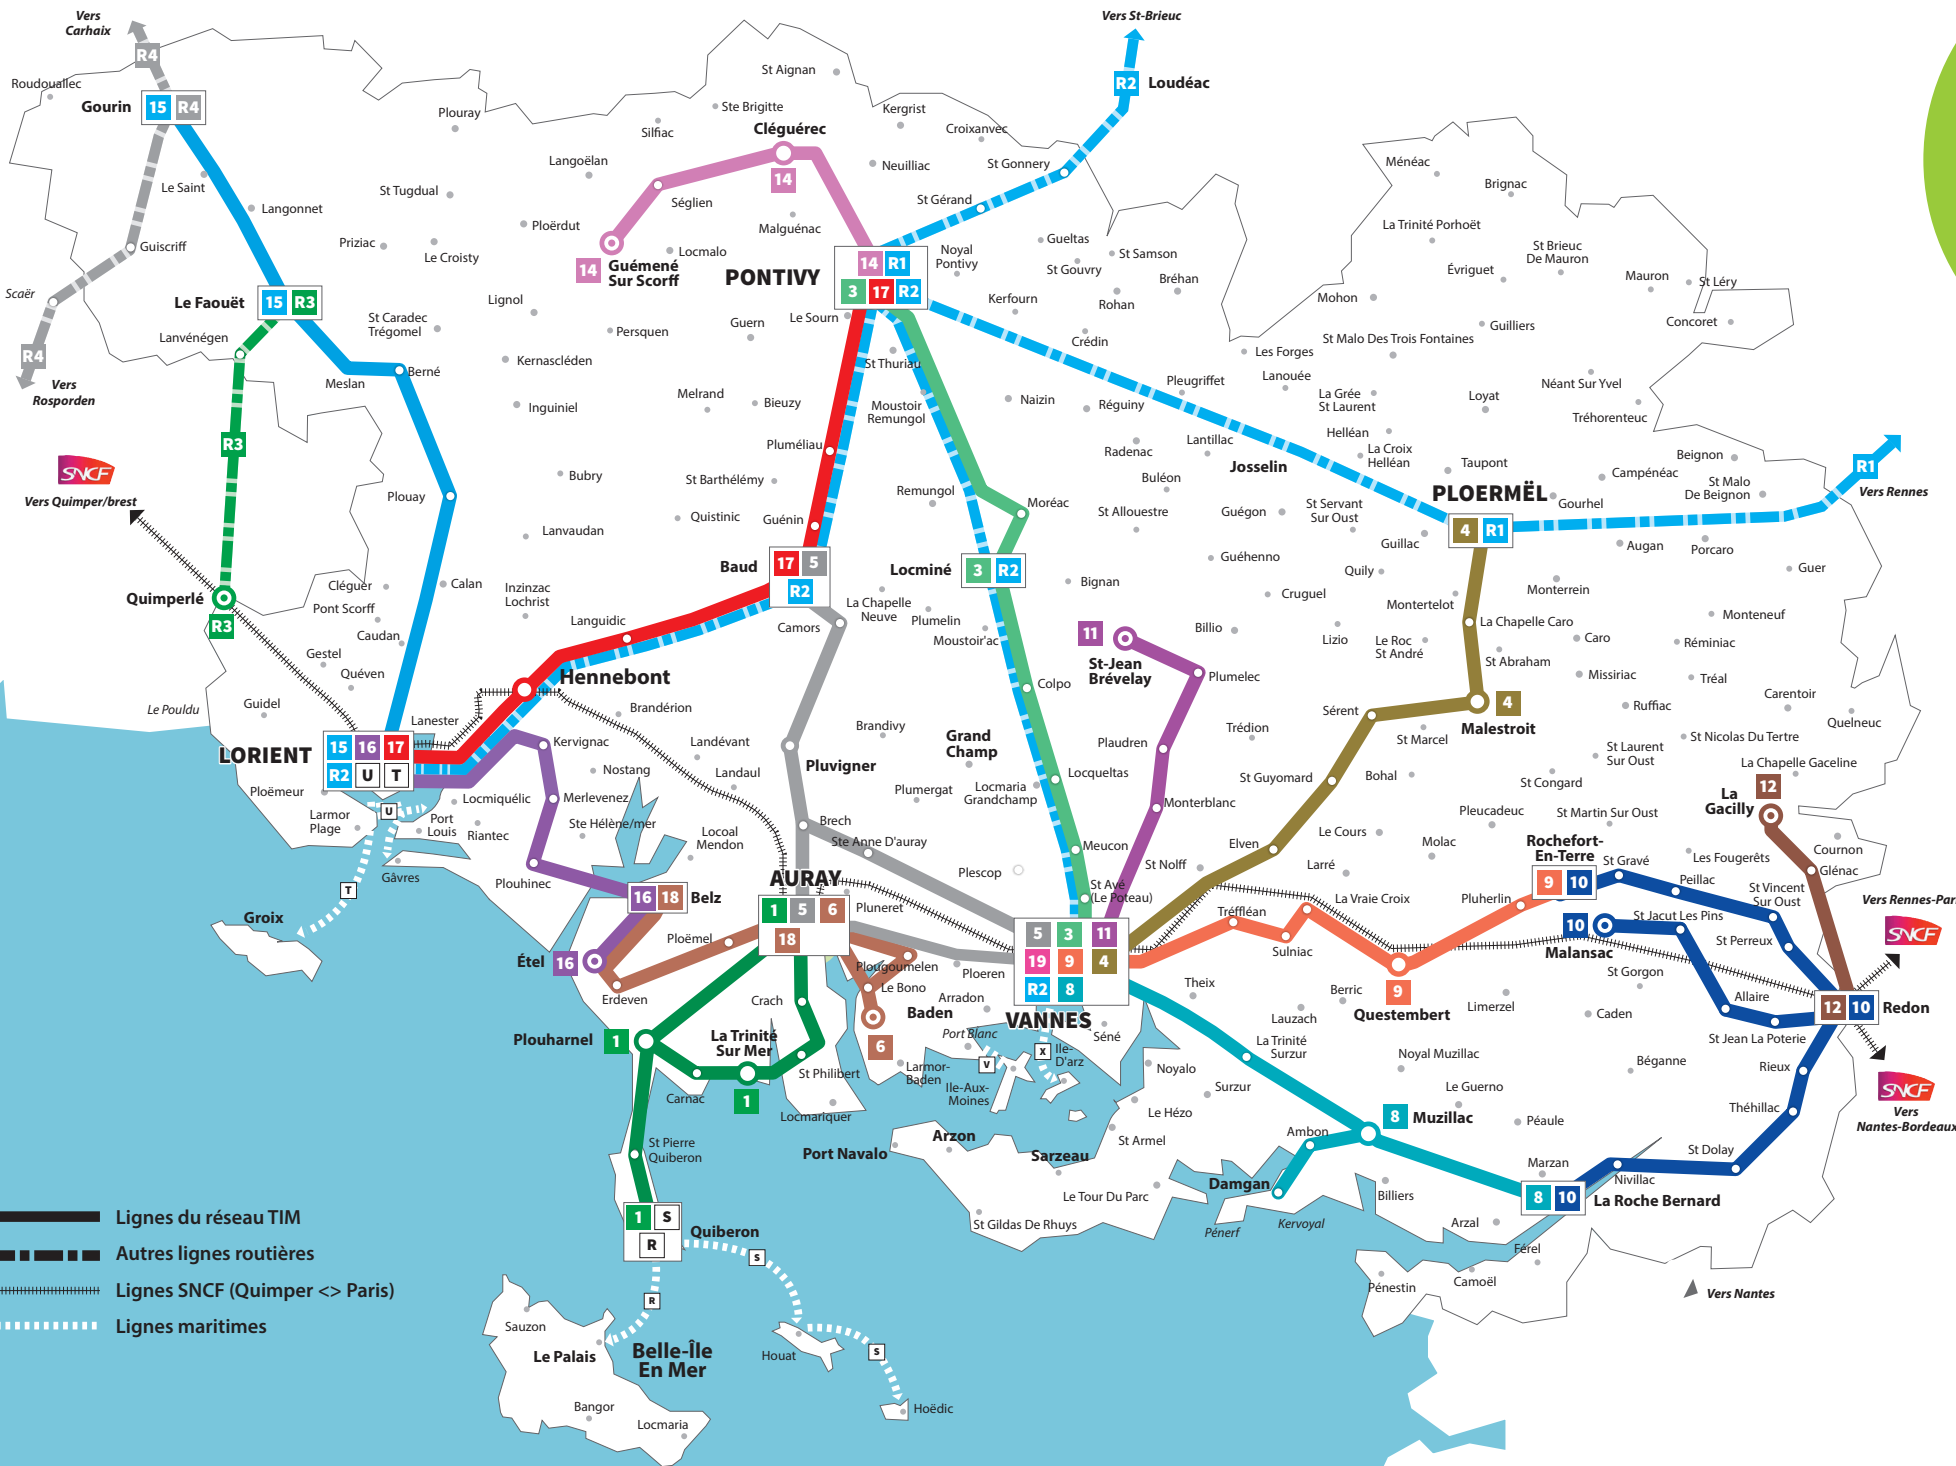 Vers
Carhaix
R4
Roudouallec
Gourin
15 R4
Le Saint
Langonnet
Guiscriff
Scaër
R4
Vers
Rosporden
Le Faouët
15 R3
Lanvénégen
R3
Meslan
Berné
SNCF
Vers Quimper/brest
Plouay
Quimperlé
R3
Cléguer
Calan
Pont Scorff
Caudan
Gestel
Quéven
Guidel
Le Pouldu
Lanester
LORIENT
15 16 17
R2 U T
Ploëmeur
Larmor
Plage
U
Port
Louis
Locmiquélic
Riantec
Gâvres
T
Groix
Plouray
St Tugdual
Priziac
Le Croisty
St Caradec
Trégomel
Lignol
Kernascléden
Inguiniel
Bubry
Lanvaudan
Inzinzac
Lochrist
Languidic
Hennebont
Brandérion
Kervignac
Nostang
Merlevenez
Ste Hélène/mer
Plouhinec
16 18
Belz
Étel
16
Erdeven
Ploëmel
Langoëlan
Silfiac
Ste Brigitte
St Aignan
Cléguérec
14
Séglien
Ploërdut
14
Guémené
Sur Scorff
Locmalo
Malguénac
Persquen
Guern
Melrand
Bieuzy
Pluméliau
St Barthélémy
Quistinic
Guénin
Baud
17 5
R2
Camors
La Chapelle
Neuve
Plumelin
Moustoir'ac
Landévant
Landaul
Pluvigner
Brandivy
Plumergat
Brech
Ste Anne D'auray
Locoal
Mendon
AURAY
1 5 6
18
Pluneret
Kergrist
Croixanvec
Neuilliac
St Gonnery
St Gérand
Vers St-Brieuc
R2
Loudéac
PONTIVY
14 R1
3 17 R2
Noyal
Pontivy
Le Sourn
St Thuriau
Moustoir
Remungol
Remungol
Naizin
Moréac
Locminé
3 R2
Gueltas
St Gouvry
St Samson
Rohan
Bréhan
Kerfourn
Crédin
Réguiny
Pleugriffet
Radenac
Lantillac
Buléon
St Allouestre
Josselin
Guégon
Guéhenno
Bignan
Cruguel
Billio
11
St-Jean
Brévelay
Plumelec
Colpo
Grand
Champ
Locmaria
Grandchamp
Locqueltas
Plaudren
Monterblanc
Meucon
Plescop
St Avé
(Le Poteau)
St Nolff
Trédion
St Guyomard
Elven
Ménéac
Brignac
La Trinité Porhoët
St Brieuc
De Mauron
Évriguet
Mauron
St Léry
Mohon
Guilliers
Concoret
St Malo Des Trois Fontaines
Les Forges
Lanouée
La Grée
St Laurent
Loyat
Néant Sur Yvel
Tréhorenteuc
Helléan
La Croix
Helléan
Taupont
Campénéac
Beignon
St Malo
De Beignon
R1
Vers Rennes
PLOERMËL
4 R1
Gourhel
St Servant
Sur Oust
Guillac
Augan
Porcaro
Guer
Quily
Montertelot
Monterrein
La Chapelle Caro
Caro
Monteneuf
Réminiac
Lizio
Le Roc
St André
St Abraham
Missiriac
Tréal
Carentoir
Ruffiac
Quelneuc
Sérent
4
Malestroit
St Marcel
St Nicolas Du Tertre
St Laurent
Sur Oust
Bohal
St Congard
La Chapelle Gaceline
12
La
Gacilly
Pleucadeuc
St Martin Sur Oust
Le Cours
Molac
Larré
Rochefort-
En-Terre
9 10
St Gravé
Les Fougerêts
Cournon
Glénac
Peillac
St Vincent
Sur Oust
La Vraie Croix
Pluherlin
St Jacut Les Pins
10
Malansac
St Perreux
Vers Rennes-Par
SNCF
Tréffléan
Sulniac
St Gorgon
Allaire
12 10
Redon
9
Questembert
Berric
Limerzel
Caden
St Jean La Poterie
Lauzach
La Trinité
Surzur
Noyal Muzillac
Béganne
Rieux
SNCF
Vers
Nantes-Bordeaux
Le Guerno
Théhillac
8
Muzillac
Péaule
St Dolay
Marzan
Nivillac
8 10
La Roche Bernard
Ambon
Damgan
Billiers
Pénerf
Kervoyal
Arzal
Férel
Camoël
Pénestin
Vers Nantes
5 3 11
19 9 4
R2 8
VANNES
Theix
Séné
Noyalo
Surzur
Le Hézo
St Armel
Ploeren
Arradon
Port Blanc
V
X
Ile-
D'arz
Ile-Aux-
Moines
Plougoumelen
Le Bono
Baden
6
Larmor-
Baden
Arzon
Port Navalo
Sarzeau
Le Tour Du Parc
St Gildas De Rhuys
Crach
Plouharnel
1
La Trinité
Sur Mer
1
St Philibert
Carnac
Locmariquer
St Pierre
Quiberon
1 S
R
Quiberon
S
R
Sauzon
Le Palais
Belle-Île
En Mer
Bangor
Locmaria
Houat
S
Hoëdic
Lignes du réseau TIM
Autres lignes routières
Lignes SNCF (Quimper <> Paris)
Lignes maritimes